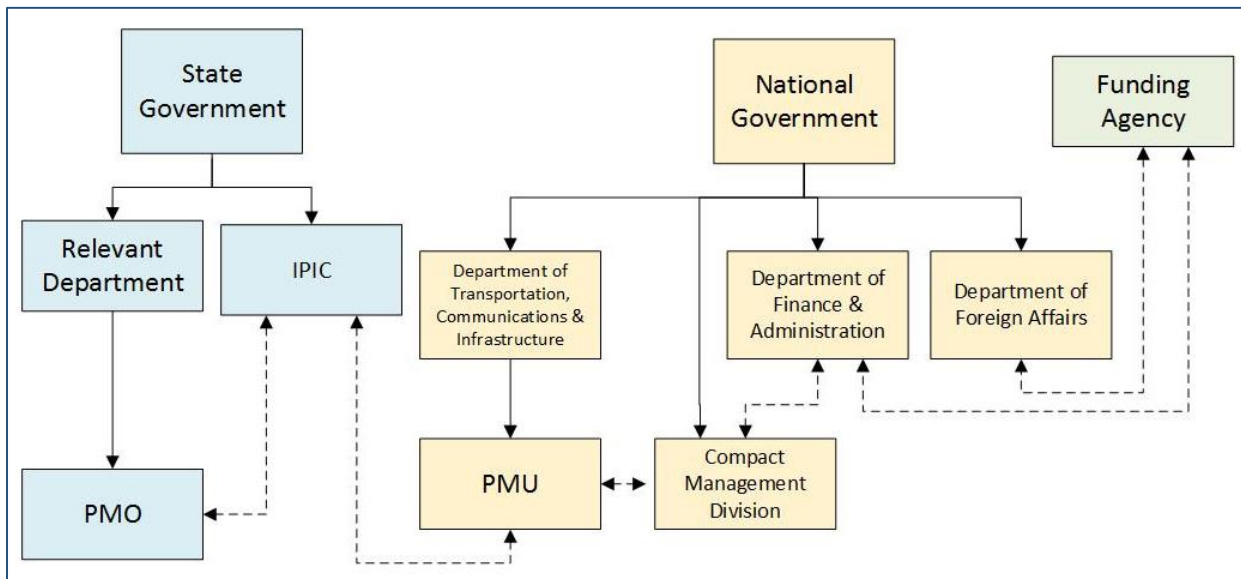 State
Government
National
Government
Funding
Agency
Relevant
Department
IPIC
Department of
Transportation,
Communications &
Infrastructure
Department of
Finance &
Administration
Department of
Foreign Affairs
PMO
PMU
Compact
Management
Division